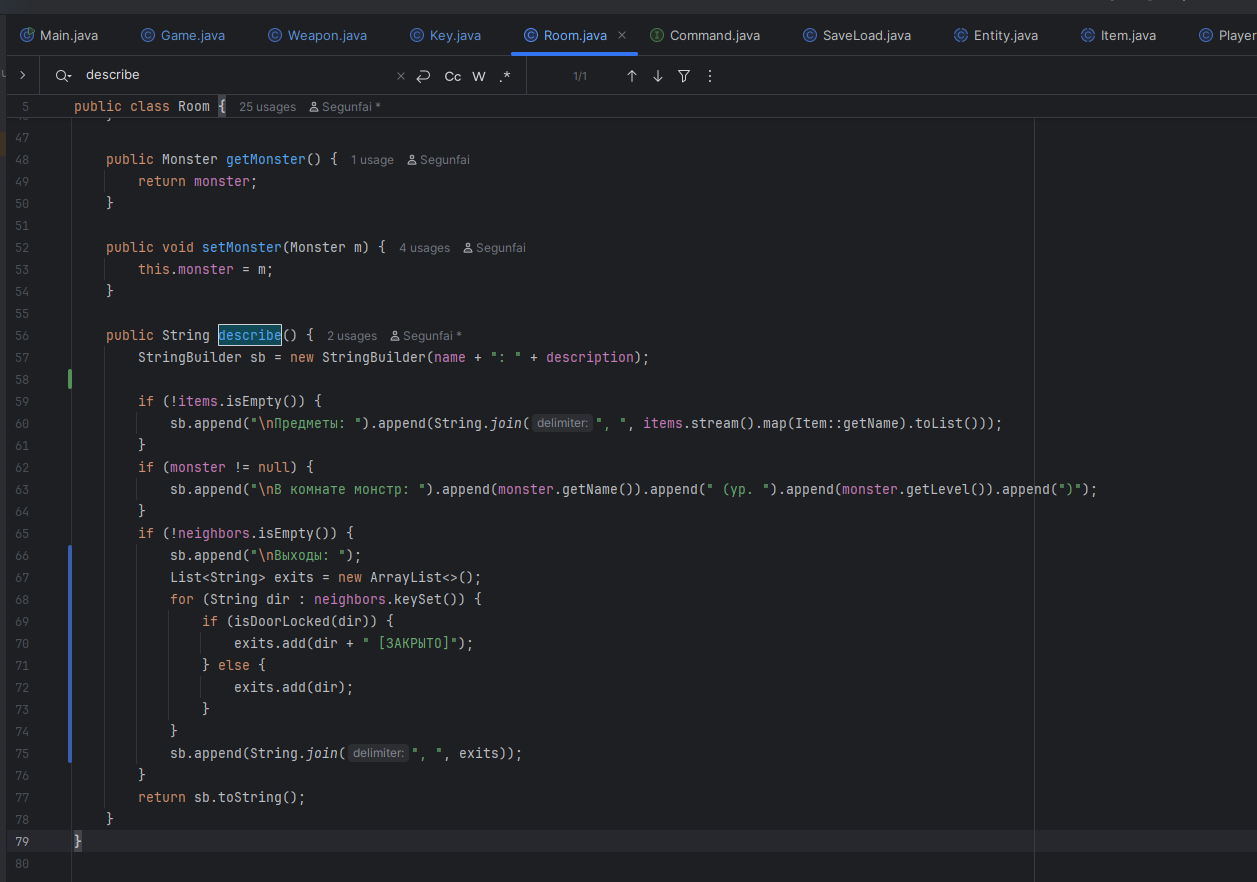 Main.java Game.java Weapon.java Key.java Room.java Command.java SaveLoad.java Entity.java Item.java Player
describe Cc W .* 1/1
5 public class Room { 25 usages Segunfai *
47
48 public Monster getMonster() { 1 usage Segunfai
49 return monster;
50 }
51
52 public void setMonster(Monster m) { 4 usages Segunfai
53 this.monster = m;
54 }
55
56 public String describe() { 2 usages Segunfai *
57 StringBuilder sb = new StringBuilder(name + ": " + description);
58
59 if (!items.isEmpty()) {
60 sb.append("\nПредметы: ").append(String.join( delimiter: ", ", items.stream().map(Item::getName).toList()));
61 }
62 if (monster != null) {
63 sb.append("\nВ комнате монстр: ").append(monster.getName()).append(" (ур. ").append(monster.getLevel()).append(")");
64 }
65 if (!neighbors.isEmpty()) {
66 sb.append("\nВыходы: ");
67 List<String> exits = new ArrayList<>();
68 for (String dir : neighbors.keySet()) {
69 if (isDoorLocked(dir)) {
70 exits.add(dir + " [ЗАКРЫТО]");
71 } else {
72 exits.add(dir);
73 }
74 }
75 sb.append(String.join( delimiter: ", ", exits));
76 }
77 return sb.toString();
78 }
79 }
80